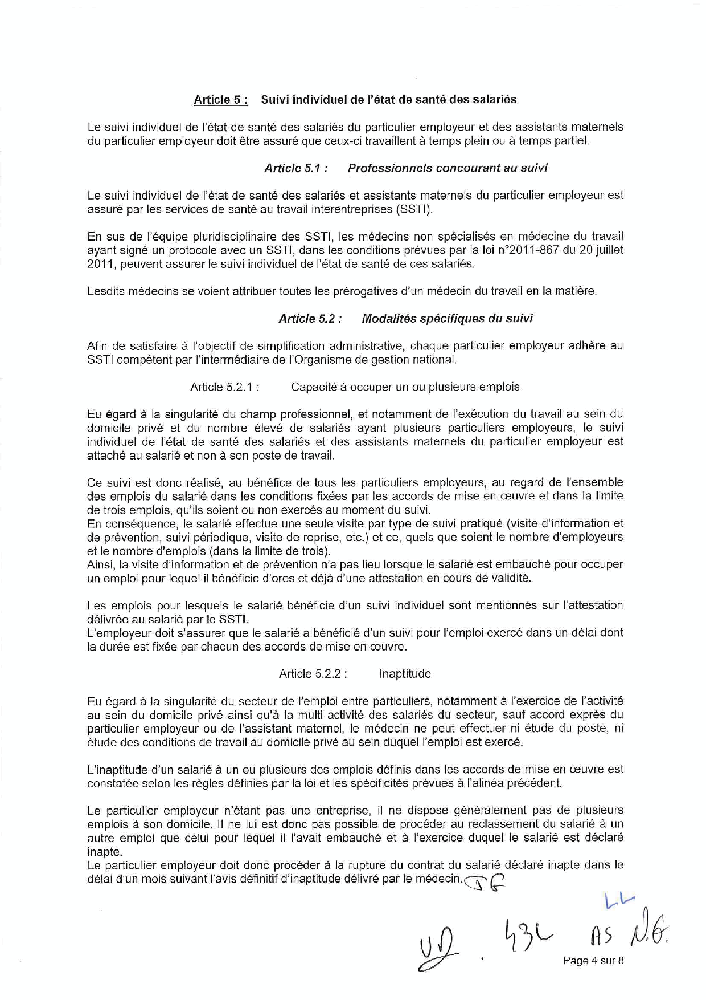 Article 5 : Suivi individuel de l'état de santé des salariés
Le suivi individuel de l'état de santé des salariés du particulier employeur et des assistants maternels
du particulier employeur doit être assuré que ceux-ci travaillent à temps plein ou à temps partiel.
Article 5.1 : Professionnels concourant au suivi
Le suivi individuel de l'état de santé des salariés et assistants maternels du particulier employeur est
assuré par les services de santé au travail interentreprises (SSTI).
En sus de l'équipe pluridisciplinaire des SSTI, les médecins non spécialisés en médecine du travail
ayant signé un protocole avec un SSTI, dans les conditions prévues par la loi n°2011-867 du 20 juillet
2011, peuvent assurer le suivi individuel de l'état de santé de ces salariés.
Lesdits médecins se voient attribuer toutes les prérogatives d'un médecin du travail en la matière.
Article 5.2 : Modalités spécifiques du suivi
Afin de satisfaire à l'objectif de simplification administrative, chaque particulier employeur adhère au
SSTI compétent par l'intermédiaire de l'Organisme de gestion national.
Article 5.2.1 : Capacité à occuper un ou plusieurs emplois
Eu égard à la singularité du champ professionnel, et notamment de l'exécution du travail au sein du
domicile privé et du nombre élevé de salariés ayant plusieurs particuliers employeurs, le suivi
individuel de l'état de santé des salariés et des assistants maternels du particulier employeur est
attaché au salarié et non à son poste de travail.
Ce suivi est donc réalisé, au bénéfice de tous les particuliers employeurs, au regard de l'ensemble
des emplois du salarié dans les conditions fixées par les accords de mise en œuvre et dans la limite
de trois emplois, qu'ils soient ou non exercés au moment du suivi.
En conséquence, le salarié effectue une seule visite par type de suivi pratiqué (visite d'information et
de prévention, suivi périodique, visite de reprise, etc.) et ce, quels que soient le nombre d'employeurs
et le nombre d'emplois (dans la limite de trois).
Ainsi, la visite d'information et de prévention n'a pas lieu lorsque le salarié est embauché pour occuper
un emploi pour lequel il bénéficie d'ores et déjà d'une attestation en cours de validité.
Les emplois pour lesquels le salarié bénéficie d'un suivi individuel sont mentionnés sur l'attestation
délivrée au salarié par le SSTI.
L'employeur doit s'assurer que le salarié a bénéficié d'un suivi pour l'emploi exercé dans un délai dont
la durée est fixée par chacun des accords de mise en œuvre.
Article 5.2.2 : Inaptitude
Eu égard à la singularité du secteur de l'emploi entre particuliers, notamment à l'exercice de l'activité
au sein du domicile privé ainsi qu'à la multi activité des salariés du secteur, sauf accord exprès du
particulier employeur ou de l'assistant maternel, le médecin ne peut effectuer ni étude du poste, ni
étude des conditions de travail au domicile privé au sein duquel l'emploi est exercé.
L'inaptitude d'un salarié à un ou plusieurs des emplois définis dans les accords de mise en œuvre est
constatée selon les règles définies par la loi et les spécificités prévues à l'alinéa précédent.
Le particulier employeur n'étant pas une entreprise, il ne dispose généralement pas de plusieurs
emplois à son domicile. Il ne lui est donc pas possible de procéder au reclassement du salarié à un
autre emploi que celui pour lequel il l'avait embauché et à l'exercice duquel le salarié est déclaré
inapte.
Le particulier employeur doit donc procéder à la rupture du contrat du salarié déclaré inapte dans le
délai d'un mois suivant l'avis définitif d'inaptitude délivré par le médecin.
LL
AS N.G.
Page 4 sur 8